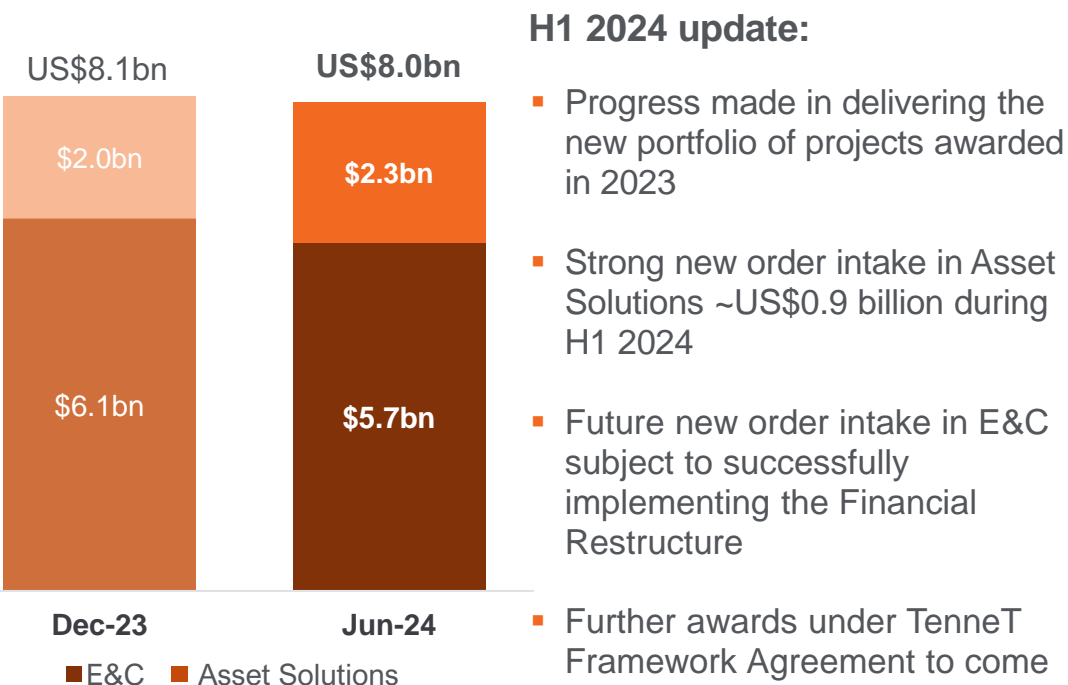 US$8.1bn
US$8.0bn
$2.0bn
$2.3bn
$6.1bn
$5.7bn
Dec-23
Jun-24
E&C
Asset Solutions
H1 2024 update:
▪ Progress made in delivering the
new portfolio of projects awarded
in 2023
▪ Strong new order intake in Asset
Solutions ~US$0.9 billion during
H1 2024
▪ Future new order intake in E&C
subject to successfully
implementing the Financial
Restructure
▪ Further awards under TenneT
Framework Agreement to come